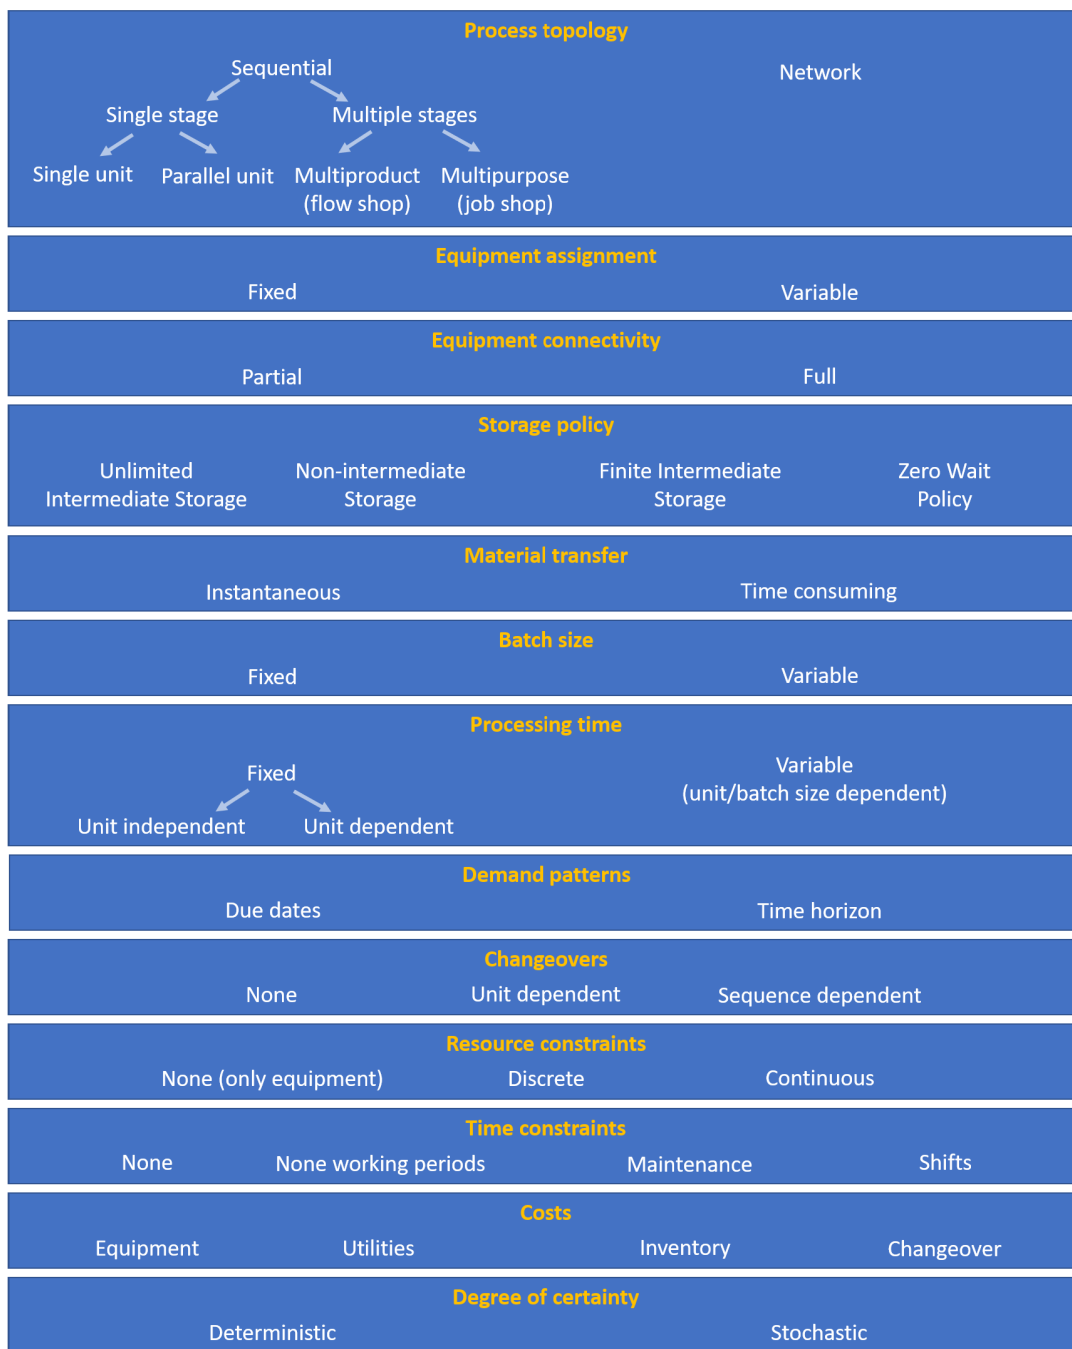 Process topology
Sequential
Network
Single stage
Multiple stages
Single unit
Parallel unit
Multiproduct
(flow shop)
Multipurpose
(job shop)
Equipment assignment
Fixed
Variable
Equipment connectivity
Partial
Full
Storage policy
Unlimited
Intermediate Storage
Non-intermediate
Storage
Finite Intermediate
Storage
Zero Wait
Policy
Material transfer
Instantaneous
Time consuming
Batch size
Fixed
Variable
Processing time
Fixed
Unit independent
Unit dependent
Variable
(unit/batch size dependent)
Demand patterns
Due dates
Time horizon
Changeovers
None
Unit dependent
Sequence dependent
Resource constraints
None (only equipment)
Discrete
Continuous
Time constraints
None
None working periods
Maintenance
Shifts
Costs
Equipment
Utilities
Inventory
Changeover
Degree of certainty
Deterministic
Stochastic